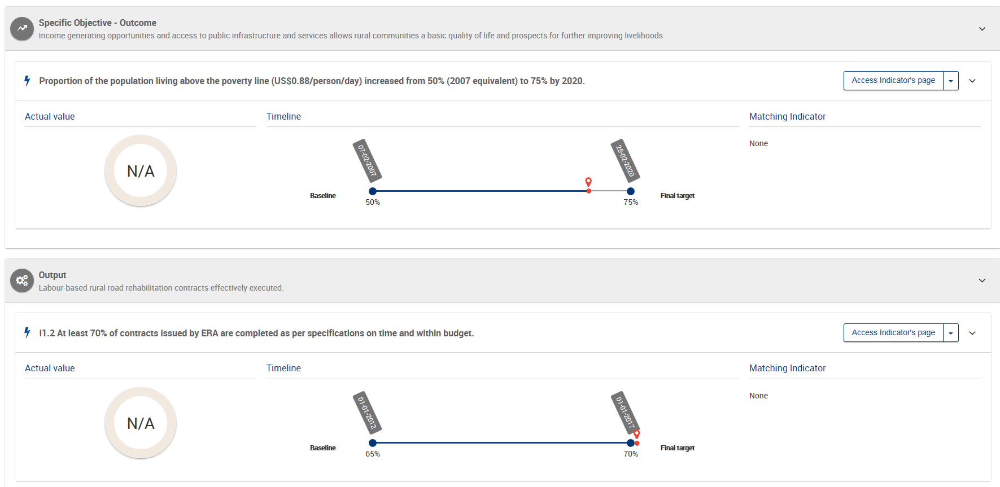 Specific Objective - Outcome
Income generating opportunities and access to public infrastructure and services allows rural communities a basic quality of life and prospects for further improving livelihoods
Proportion of the population living above the poverty line (US$0.88/person/day) increased from 50% (2007 equivalent) to 75% by 2020.
Access Indicator's page
Actual value
Timeline
Matching Indicator
N/A
07-02-2007
25-02-2020
None
Baseline
50%
75%
Final target
Output
Labour-based rural road rehabilitation contracts effectively executed.
I1.2 At least 70% of contracts issued by ERA are completed as per specifications on time and within budget.
Access Indicator's page
Actual value
Timeline
Matching Indicator
N/A
01-01-2012
01-01-2017
None
Baseline
65%
70%
Final target